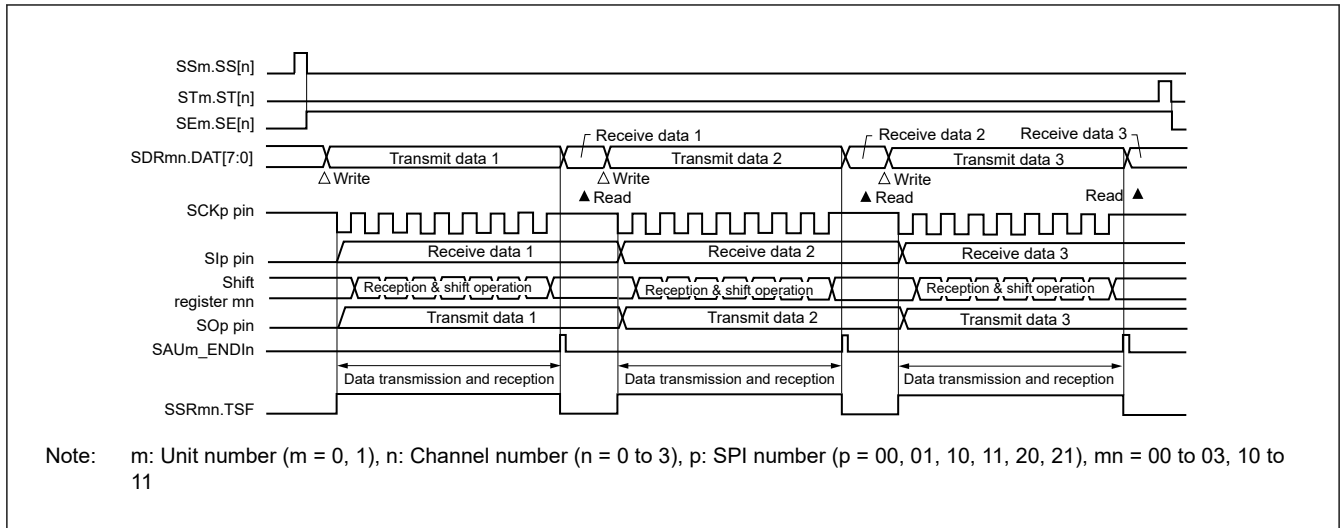 SSm.SS[n]
STm.ST[n]
SEm.SE[n]
Receive data 1
Receive data 2
Receive data 3
SDRmn.DAT[7:0]
Transmit data 1
Transmit data 2
Transmit data 3
△ Write
△ Write
△ Write
▲ Read
▲ Read
Read ▲
SCKp pin
SIp pin
Receive data 1
Receive data 2
Receive data 3
Shift
register mn
Reception & shift operation
Reception & shift operation
Reception & shift operation
SOp pin
Transmit data 1
Transmit data 2
Transmit data 3
SAUm_ENDIn
Data transmission and reception
Data transmission and reception
Data transmission and reception
SSRmn.TSF
Note: m: Unit number (m = 0, 1), n: Channel number (n = 0 to 3), p: SPI number (p = 00, 01, 10, 11, 20, 21), mn = 00 to 03, 10 to
11